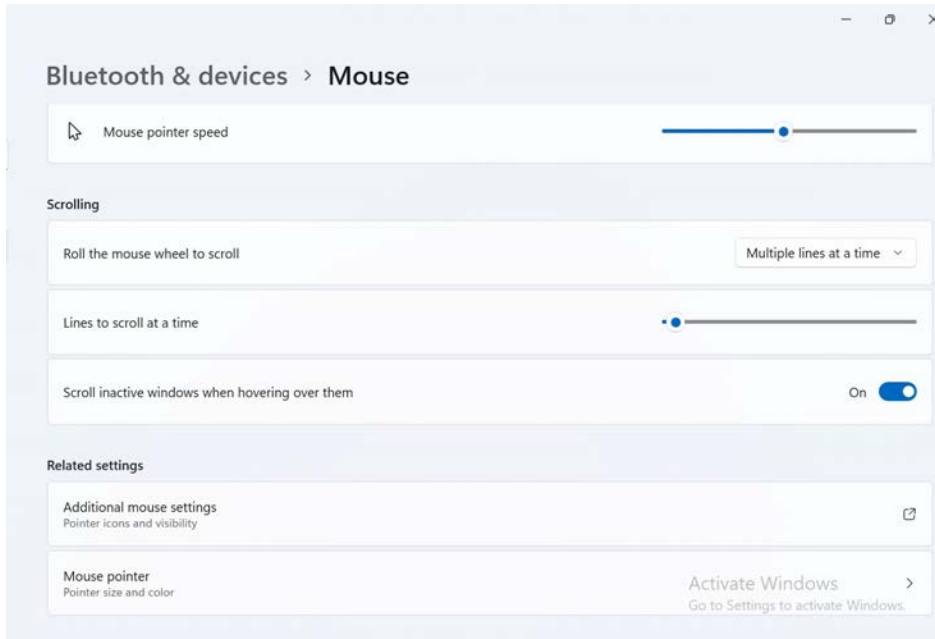 Bluetooth & devices > Mouse
Mouse pointer speed
Scrolling
Roll the mouse wheel to scroll
Multiple lines at a time
Lines to scroll at a time
Scroll inactive windows when hovering over them
On
Related settings
Additional mouse settings
Pointer icons and visibility
Mouse pointer
Pointer size and color
Activate Windows
Go to Settings to activate Windows.